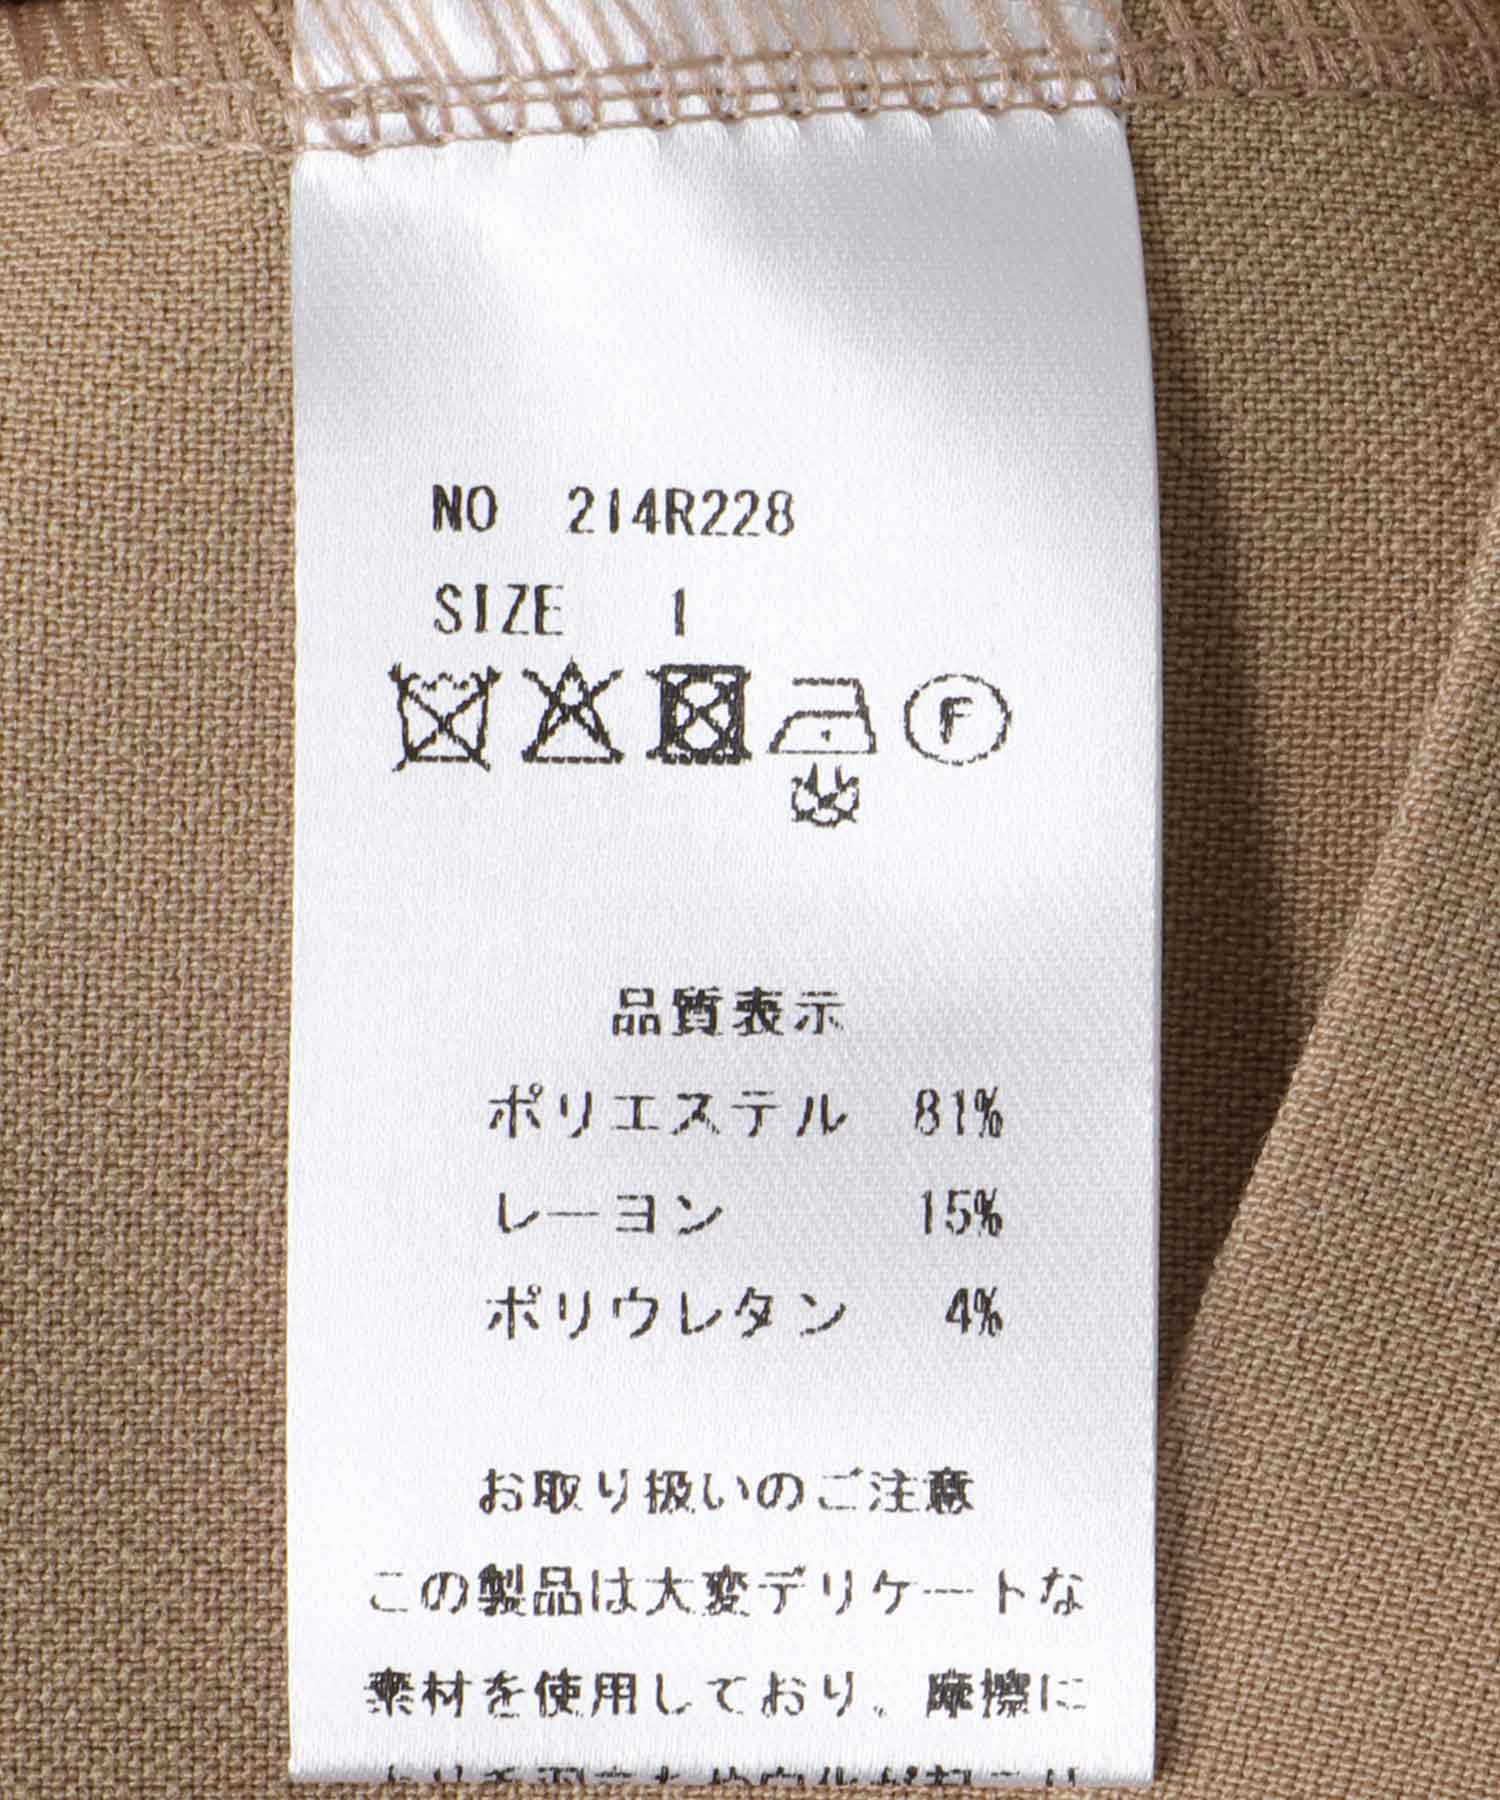 NO 214R228
SIZE 1
F
品質表示
ポリエステル 81%
レーヨン 15%
ポリウレタン 4%
お取り扱いのご注意
この製品は大変デリケートな
素材を使用しており、摩擦に